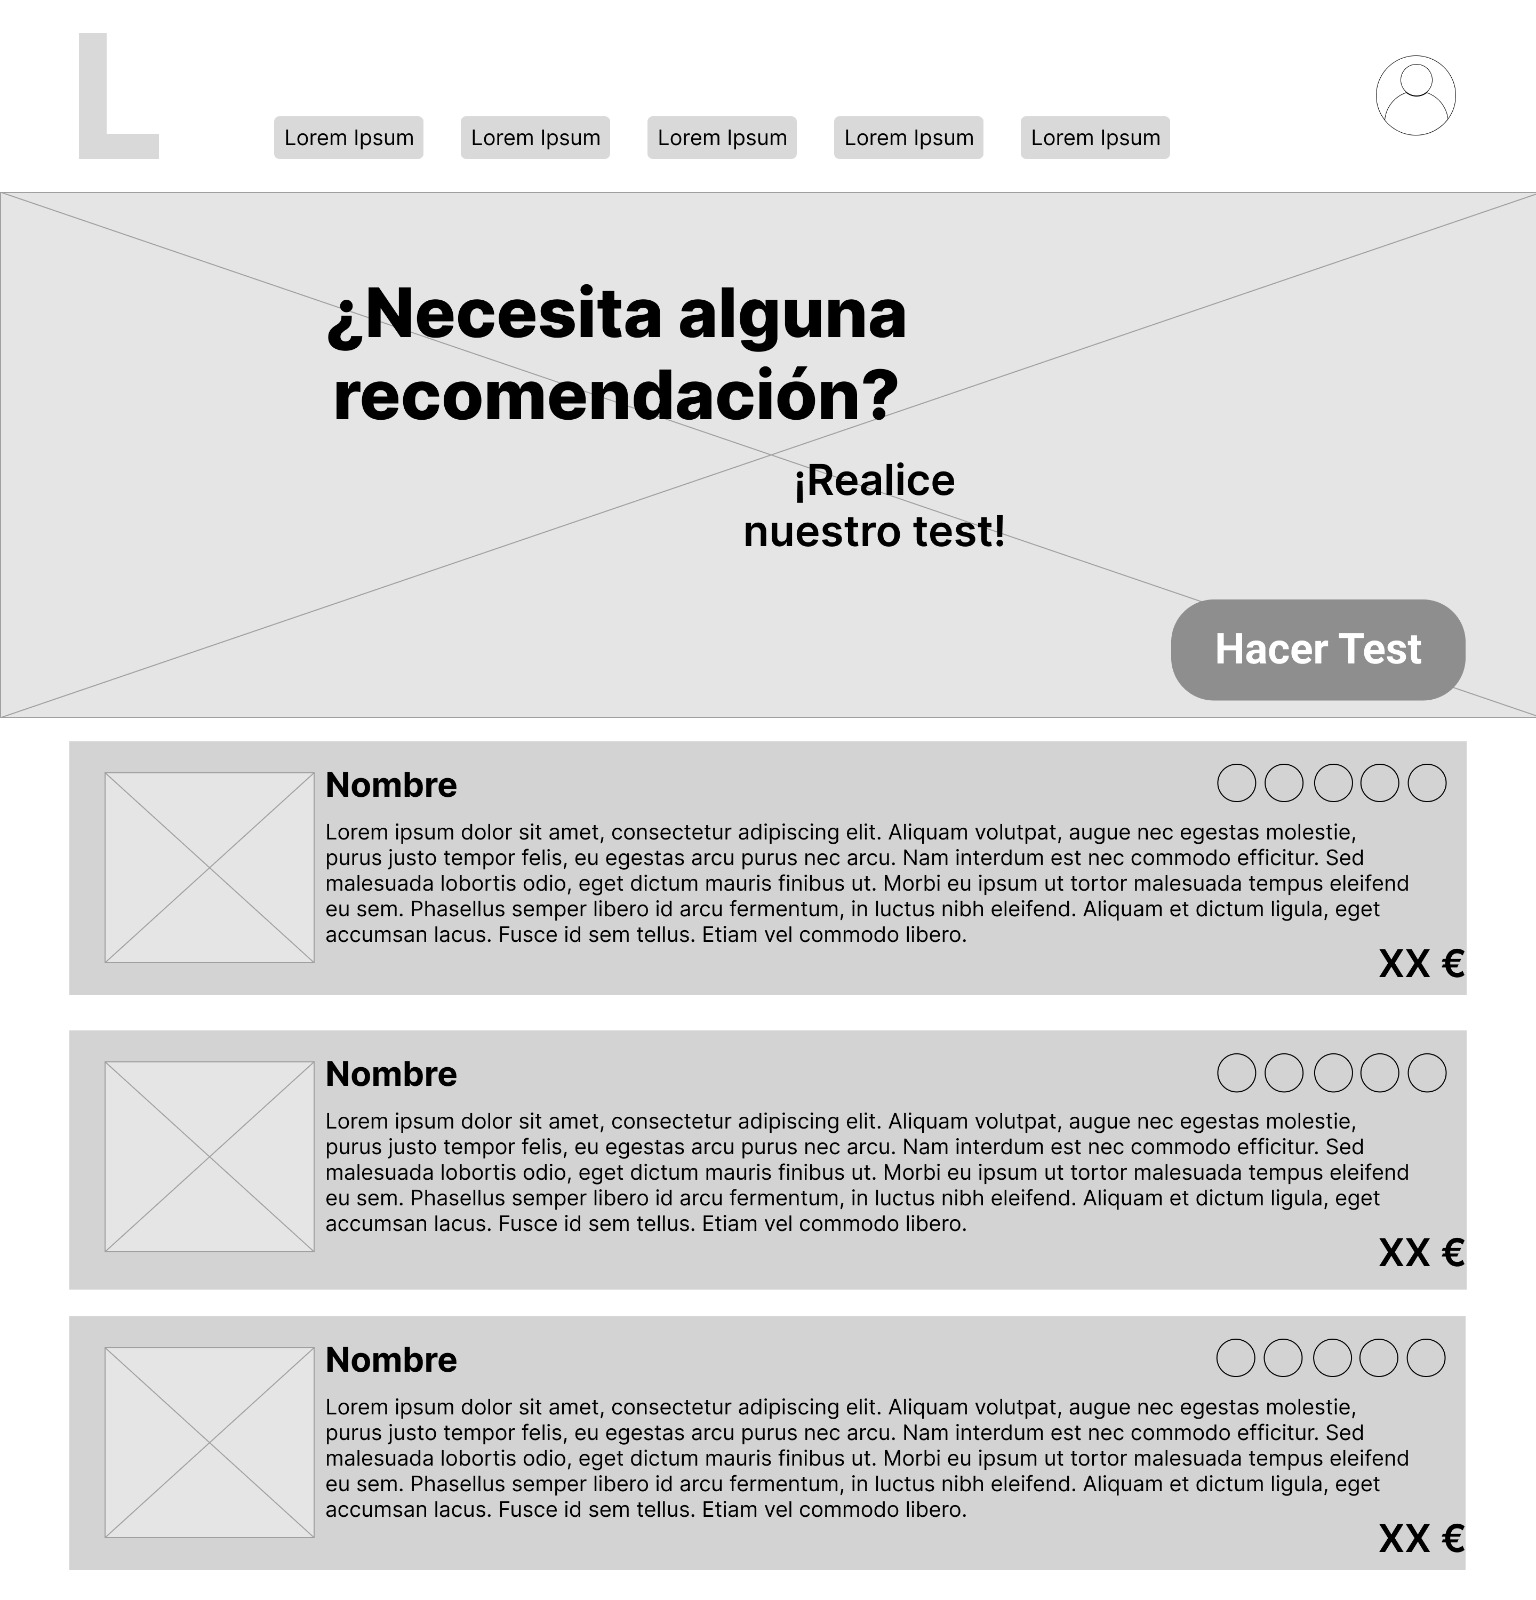 L
Lorem Ipsum
Lorem Ipsum
Lorem Ipsum
Lorem Ipsum
Lorem Ipsum
¿Necesita alguna
recomendación?
¡Realice
nuestro test!
Hacer Test
Nombre
Lorem ipsum dolor sit amet, consectetur adipiscing elit. Aliquam volutpat, augue nec egestas molestie,
purus justo tempor felis, eu egestas arcu purus nec arcu. Nam interdum est nec commodo efficitur. Sed
malesuada lobortis odio, eget dictum mauris finibus ut. Morbi eu ipsum ut tortor malesuada tempus eleifend
eu sem. Phasellus semper libero id arcu fermentum, in luctus nibh eleifend. Aliquam et dictum ligula, eget
accumsan lacus. Fusce id sem tellus. Etiam vel commodo libero.
XX €
Nombre
Lorem ipsum dolor sit amet, consectetur adipiscing elit. Aliquam volutpat, augue nec egestas molestie,
purus justo tempor felis, eu egestas arcu purus nec arcu. Nam interdum est nec commodo efficitur. Sed
malesuada lobortis odio, eget dictum mauris finibus ut. Morbi eu ipsum ut tortor malesuada tempus eleifend
eu sem. Phasellus semper libero id arcu fermentum, in luctus nibh eleifend. Aliquam et dictum ligula, eget
accumsan lacus. Fusce id sem tellus. Etiam vel commodo libero.
XX €
Nombre
Lorem ipsum dolor sit amet, consectetur adipiscing elit. Aliquam volutpat, augue nec egestas molestie,
purus justo tempor felis, eu egestas arcu purus nec arcu. Nam interdum est nec commodo efficitur. Sed
malesuada lobortis odio, eget dictum mauris finibus ut. Morbi eu ipsum ut tortor malesuada tempus eleifend
eu sem. Phasellus semper libero id arcu fermentum, in luctus nibh eleifend. Aliquam et dictum ligula, eget
accumsan lacus. Fusce id sem tellus. Etiam vel commodo libero.
XX €